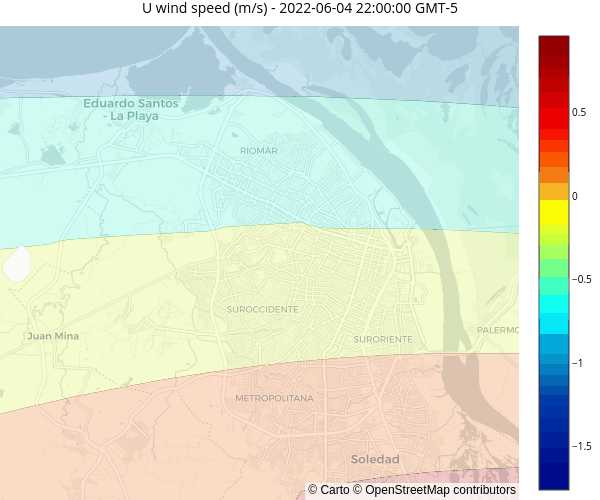 U wind speed (m/s) - 2022-06-04 22:00:00 GMT-5
Eduardo Santos
- La Playa
RIOMAR
SUROCCIDENTE
Juan Mina
SURORIENTE
PALERMO
METROPOLITANA
Soledad
© Carto © OpenStreetMap contributors
0.5
0
−0.5
−1
−1.5